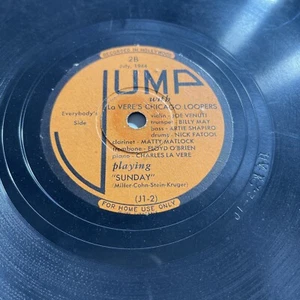 RECORDED IN HOLLYWOOD
2B
July, 1944
JUMP
with
La VERE'S CHICAGO LOOPERS
Everybody's
Side
violin - JOE VENUTI
trumpet - BILLY MAY
bass - ARTIE SHAPIRO
drums - NICK FATOOL
clarinet - MATTY MATLOCK
trombone - FLOYD O'BRIEN
piano - CHARLES LA VERE
playing
"SUNDAY"
(Miller-Cohn-Stein-Kruger)
(J1-2)
FOR HOME USE ONLY